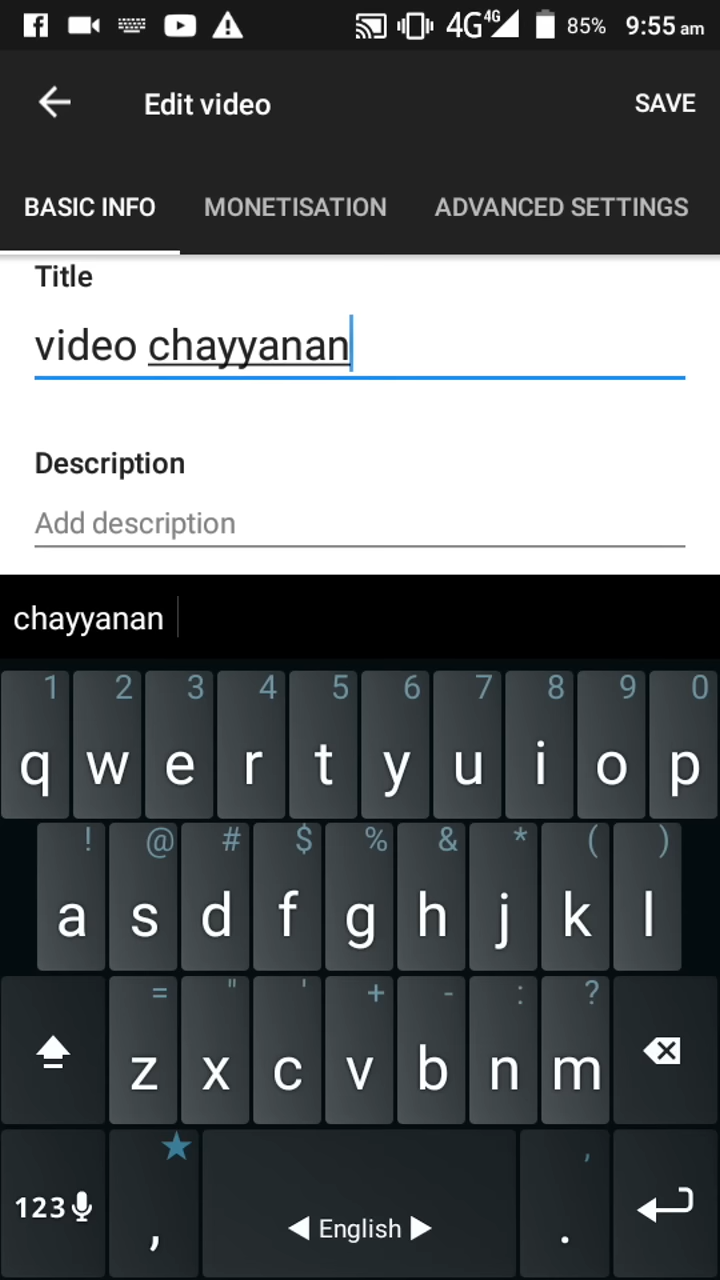 4G 4G 85% 9:55 am
Edit video SAVE
BASIC INFO MONETISATION ADVANCED SETTINGS
Title
video chayyanan
Description
Add description
chayyanan
1 2 3 4 5 6 7 8 9 0
q w e r t y u i o p
! @ # $ % & * ( )
a s d f g h j k l
= " ' + - : ?
z x c v b n m
123 , English . ,